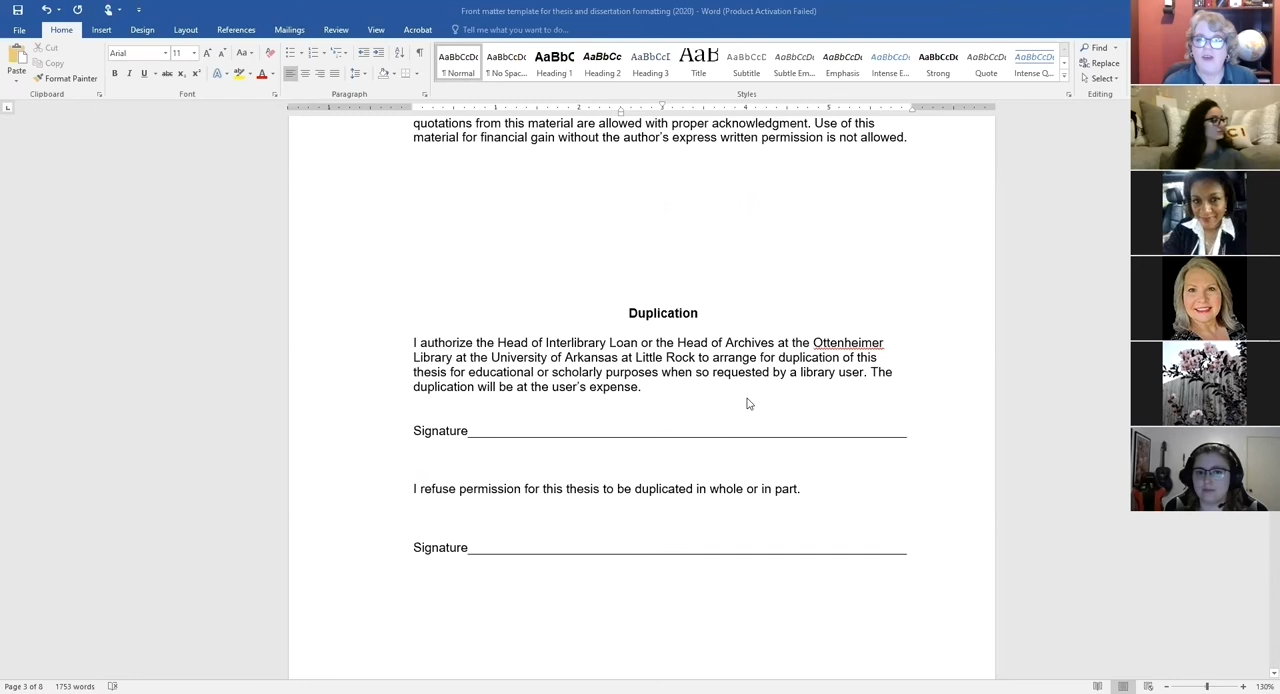 Front matter template for thesis and dissertation formatting (2020) - Word (Product Activation Failed)
File Home Insert Design Layout References Mailings Review View Acrobat Tell me what you want to do...
Paste
Cut
Copy
Format Painter
Clipboard
Arial 11
Font
Paragraph
AaBbCcDc AaBbCcDc AaBbC AaBbCc AaBbCcD AaB AaBbCcD AaBbCcDc AaBbCcDc AaBbCcDc AaBbCcDc AaBbCcDc AaBbCcDc
¶ Normal ¶ No Spac... Heading 1 Heading 2 Heading 3 Title Subtitle Subtle Em... Emphasis Intense E... Strong Quote Intense Q...
Styles
Find
Replace
Select
Editing
quotations from this material are allowed with proper acknowledgment. Use of this
material for financial gain without the author’s express written permission is not allowed.
Duplication
I authorize the Head of Interlibrary Loan or the Head of Archives at the Ottenheimer
Library at the University of Arkansas at Little Rock to arrange for duplication of this
thesis for educational or scholarly purposes when so requested by a library user. The
duplication will be at the user’s expense.
Signature
I refuse permission for this thesis to be duplicated in whole or in part.
Signature
Page 3 of 8 1753 words
130%